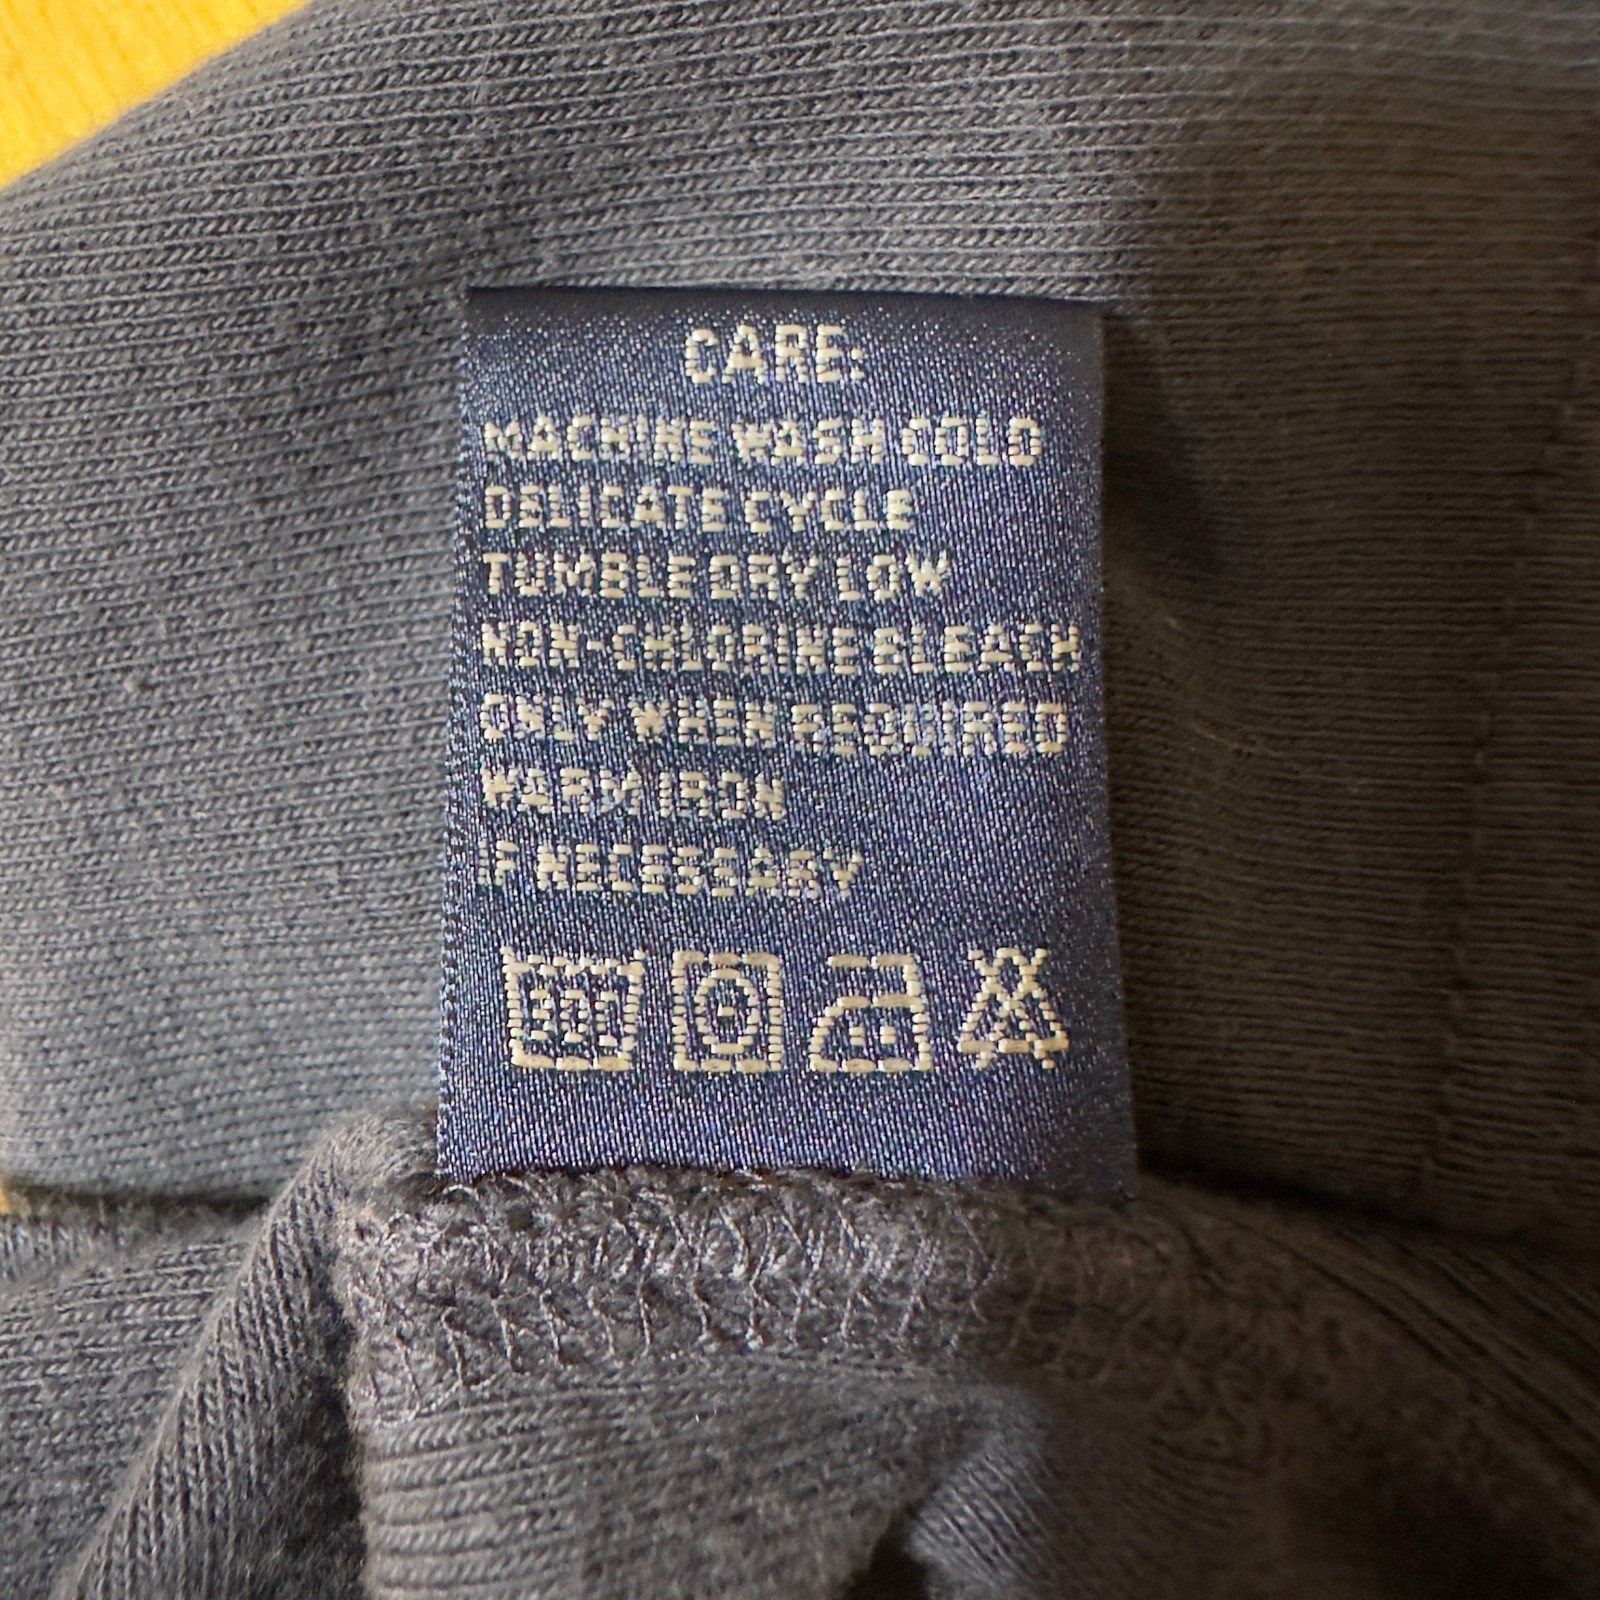 CARE:
MACHINE WASH COLD
DELICATE CYCLE
TUMBLE DRY LOW
NON-CHLORINE BLEACH
ONLY WHEN REQUIRED
WARM IRON
IF NECESSARY